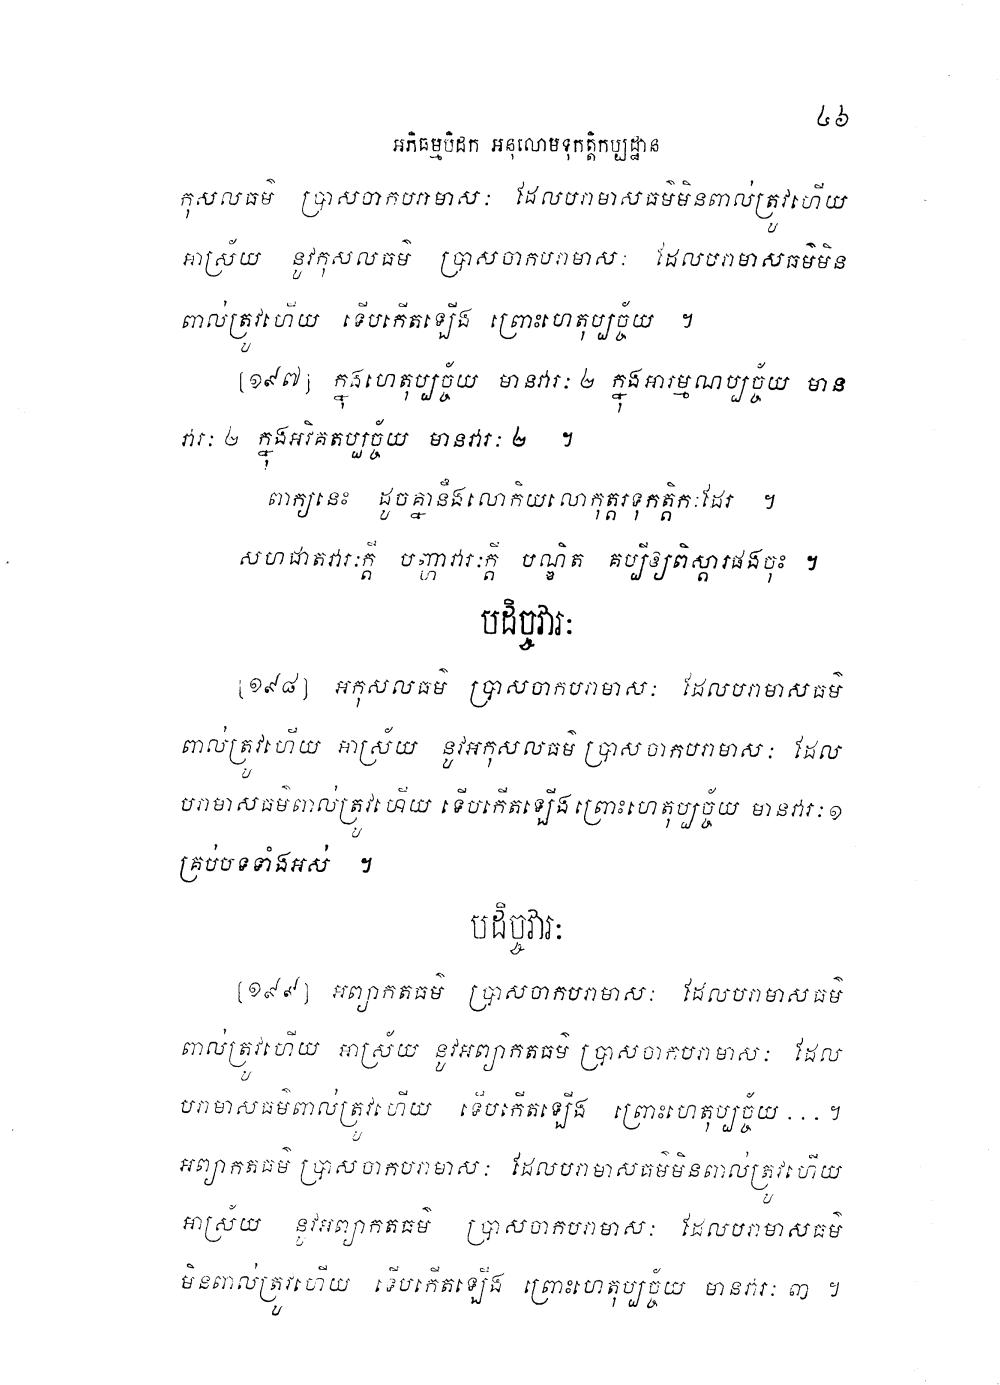 ៤៦
អភិធម្មបិដក អនុលោមទុកត្តិកប្បដ្ឋាន
កុសលធម៌ ប្រាសចាកបរាមាសៈ ដែលបរាមាសធម៌មិនពាល់ត្រូវហើយ
អាស្រ័យ នូវកុសលធម៌ ប្រាសចាកបរាមាសៈ ដែលបរាមាសធម៌មិន
ពាល់ត្រូវហើយ ទើបកើតឡើង ព្រោះហេតុប្បច្ច័យ ។
[១៩៧] ក្នុងហេតុប្បច្ច័យ មានវារៈ ២ ក្នុងអារម្មណប្បច្ច័យ មាន
វារៈ ២ ក្នុងអវិគតប្បច្ច័យ មានវារៈ ២ ។
ពាក្យនេះ ដូចគ្នានឹងលោកិយលោកុត្តរទុកត្តិកៈដែរ ។
សហជាតវារៈក្តី បញ្ហាវារៈក្តី បណ្ឌិត គប្បីឲ្យពិស្តារផងចុះ ។
បដិច្ចវារៈ
[១៩៨] អកុសលធម៌ ប្រាសចាកបរាមាសៈ ដែលបរាមាសធម៌
ពាល់ត្រូវហើយ អាស្រ័យ នូវអកុសលធម៌ ប្រាសចាកបរាមាសៈ ដែល
បរាមាសធម៌ពាល់ត្រូវហើយ ទើបកើតឡើងព្រោះហេតុប្បច្ច័យ មានវារៈ១
គ្រប់បទទាំងអស់ ។
បដិច្ចវារៈ
[១៩៩] អព្យាកតធម៌ ប្រាសចាកបរាមាសៈ ដែលបរាមាសធម៌
ពាល់ត្រូវហើយ អាស្រ័យ នូវអព្យាកតធម៌ ប្រាសចាកបរាមាសៈ ដែល
បរាមាសធម៌ពាល់ត្រូវហើយ ទើបកើតឡើង ព្រោះហេតុប្បច្ច័យ ... ។
អព្យាកតធម៌ ប្រាសចាកបរាមាសៈ ដែលបរាមាសធម៌មិនពាល់ត្រូវហើយ
អាស្រ័យ នូវអព្យាកតធម៌ ប្រាសចាកបរាមាសៈ ដែលបរាមាសធម៌
មិនពាល់ត្រូវហើយ ទើបកើតឡើង ព្រោះហេតុប្បច្ច័យ មានវារៈ ៣ ។